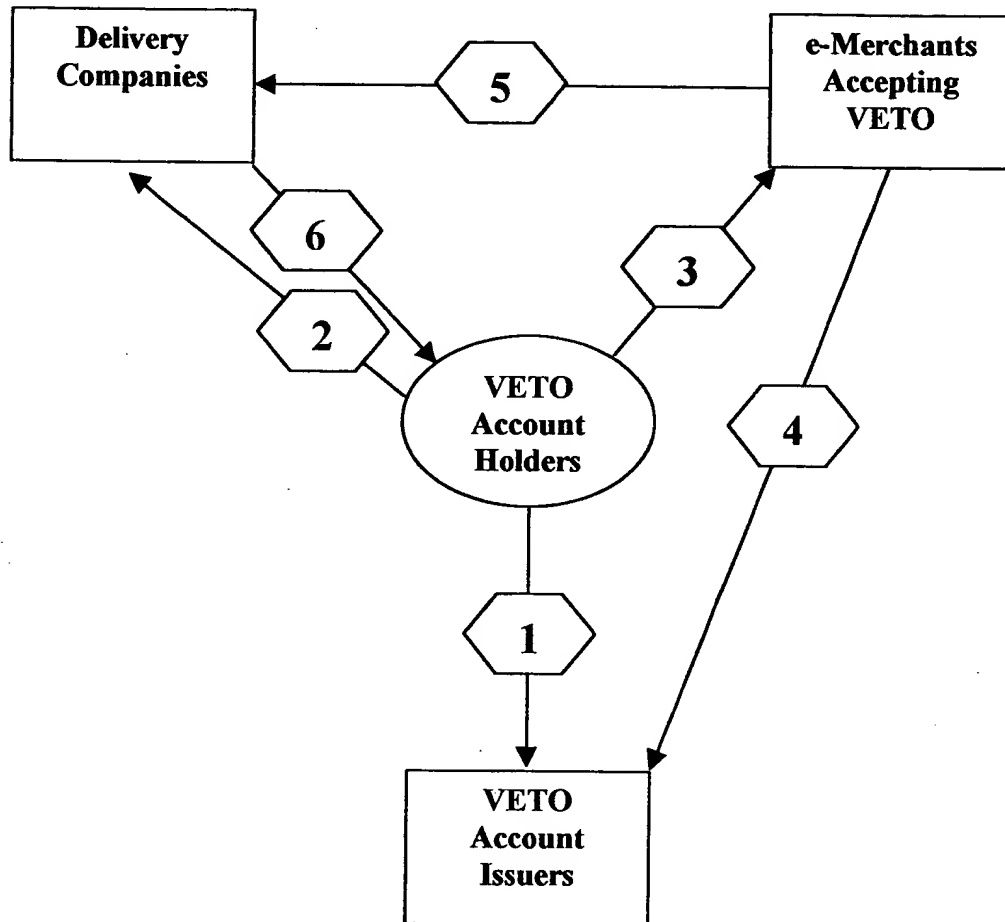 Delivery
Companies
e-Merchants
Accepting
VETO
5
6
3
2
VETO
Account
Holders
4
1
VETO
Account
Issuers